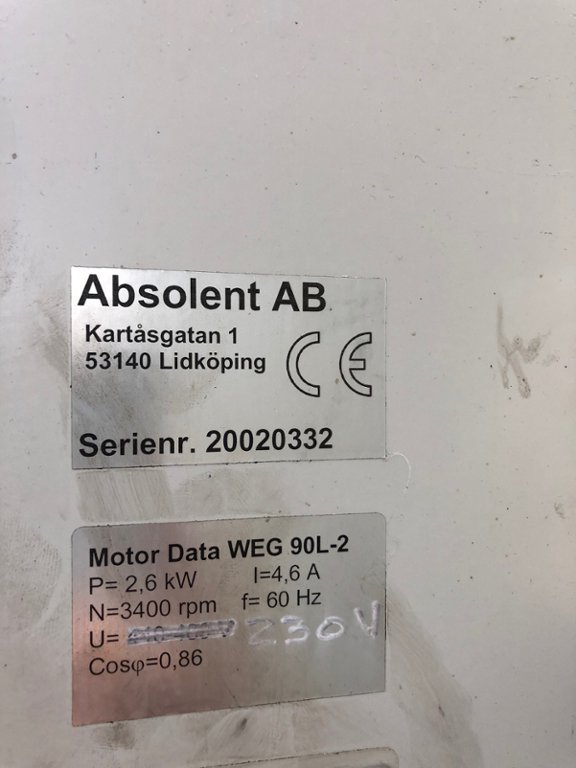 Absolent AB
Kartåsgatan 1
53140 Lidköping
CE
Serienr. 20020332
Motor Data WEG 90L-2
P= 2,6 kW I=4,6 A
N=3400 rpm f= 60 Hz
U= 230V
Cosφ=0,86